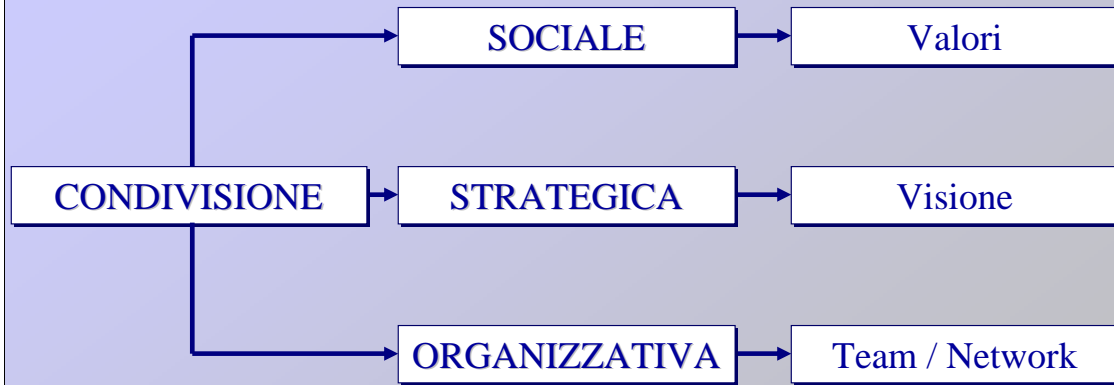 SOCIALE
Valori
CONDIVISIONE
STRATEGICA
Visione
ORGANIZZATIVA
Team / Network